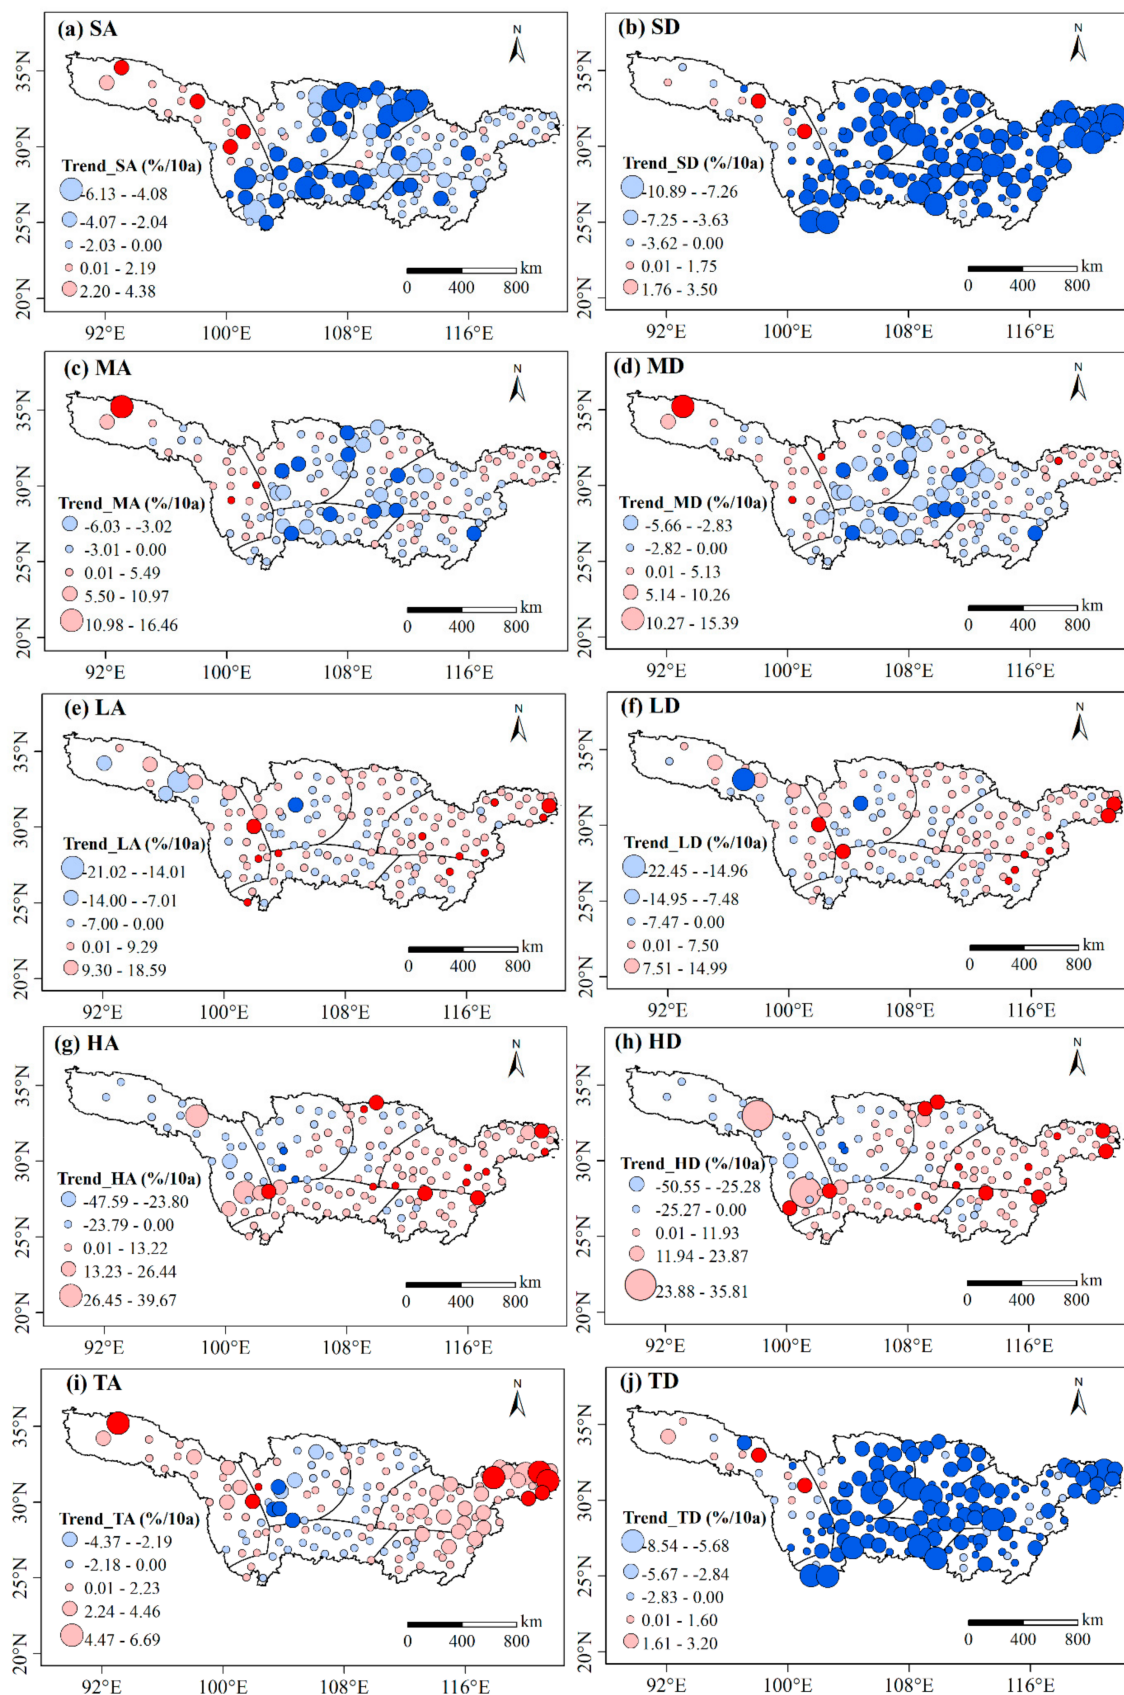 (a) SA
N
35°N
30°N
25°N
20°N
Trend_SA (%/10a)
-6.13 - -4.08
-4.07 - -2.04
-2.03 - 0.00
0.01 - 2.19
2.20 - 4.38
km
0 400 800
92°E 100°E 108°E 116°E
(b) SD
N
35°N
30°N
25°N
20°N
Trend_SD (%/10a)
-10.89 - -7.26
-7.25 - -3.63
-3.62 - 0.00
0.01 - 1.75
1.76 - 3.50
km
0 400 800
92°E 100°E 108°E 116°E
(c) MA
N
35°N
30°N
25°N
20°N
Trend_MA (%/10a)
-6.03 - -3.02
-3.01 - 0.00
0.01 - 5.49
5.50 - 10.97
10.98 - 16.46
km
0 400 800
92°E 100°E 108°E 116°E
(d) MD
N
35°N
30°N
25°N
20°N
Trend_MD (%/10a)
-5.66 - -2.83
-2.82 - 0.00
0.01 - 5.13
5.14 - 10.26
10.27 - 15.39
km
0 400 800
92°E 100°E 108°E 116°E
(e) LA
N
35°N
30°N
25°N
20°N
Trend_LA (%/10a)
-21.02 - -14.01
-14.00 - -7.01
-7.00 - 0.00
0.01 - 9.29
9.30 - 18.59
km
0 400 800
92°E 100°E 108°E 116°E
(f) LD
N
35°N
30°N
25°N
20°N
Trend_LD (%/10a)
-22.45 - -14.96
-14.95 - -7.48
-7.47 - 0.00
0.01 - 7.50
7.51 - 14.99
km
0 400 800
92°E 100°E 108°E 116°E
(g) HA
N
35°N
30°N
25°N
20°N
Trend_HA (%/10a)
-47.59 - -23.80
-23.79 - 0.00
0.01 - 13.22
13.23 - 26.44
26.45 - 39.67
km
0 400 800
92°E 100°E 108°E 116°E
(h) HD
N
35°N
30°N
25°N
20°N
Trend_HD (%/10a)
-50.55 - -25.28
-25.27 - 0.00
0.01 - 11.93
11.94 - 23.87
23.88 - 35.81
km
0 400 800
92°E 100°E 108°E 116°E
(i) TA
N
35°N
30°N
25°N
20°N
Trend_TA (%/10a)
-4.37 - -2.19
-2.18 - 0.00
0.01 - 2.23
2.24 - 4.46
4.47 - 6.69
km
0 400 800
92°E 100°E 108°E 116°E
(j) TD
N
35°N
30°N
25°N
20°N
Trend_TD (%/10a)
-8.54 - -5.68
-5.67 - -2.84
-2.83 - 0.00
0.01 - 1.60
1.61 - 3.20
km
0 400 800
92°E 100°E 108°E 116°E